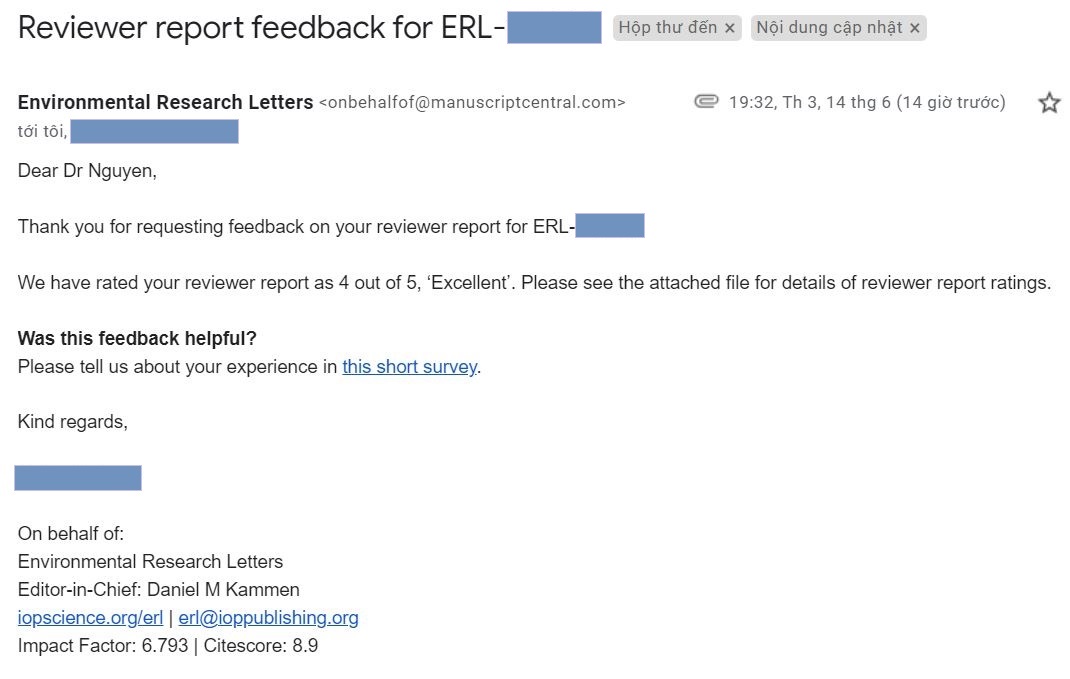 Reviewer report feedback for ERL- Hộp thư đến × Nội dung cập nhật ×
Environmental Research Letters <onbehalfof@manuscriptcentral.com> 19:32, Th 3, 14 thg 6 (14 giờ trước)
tới tôi,
Dear Dr Nguyen,
Thank you for requesting feedback on your reviewer report for ERL-
We have rated your reviewer report as 4 out of 5, ‘Excellent’. Please see the attached file for details of reviewer report ratings.
Was this feedback helpful?
Please tell us about your experience in this short survey.
Kind regards,
On behalf of:
Environmental Research Letters
Editor-in-Chief: Daniel M Kammen
iopscience.org/erl | erl@ioppublishing.org
Impact Factor: 6.793 | Citescore: 8.9